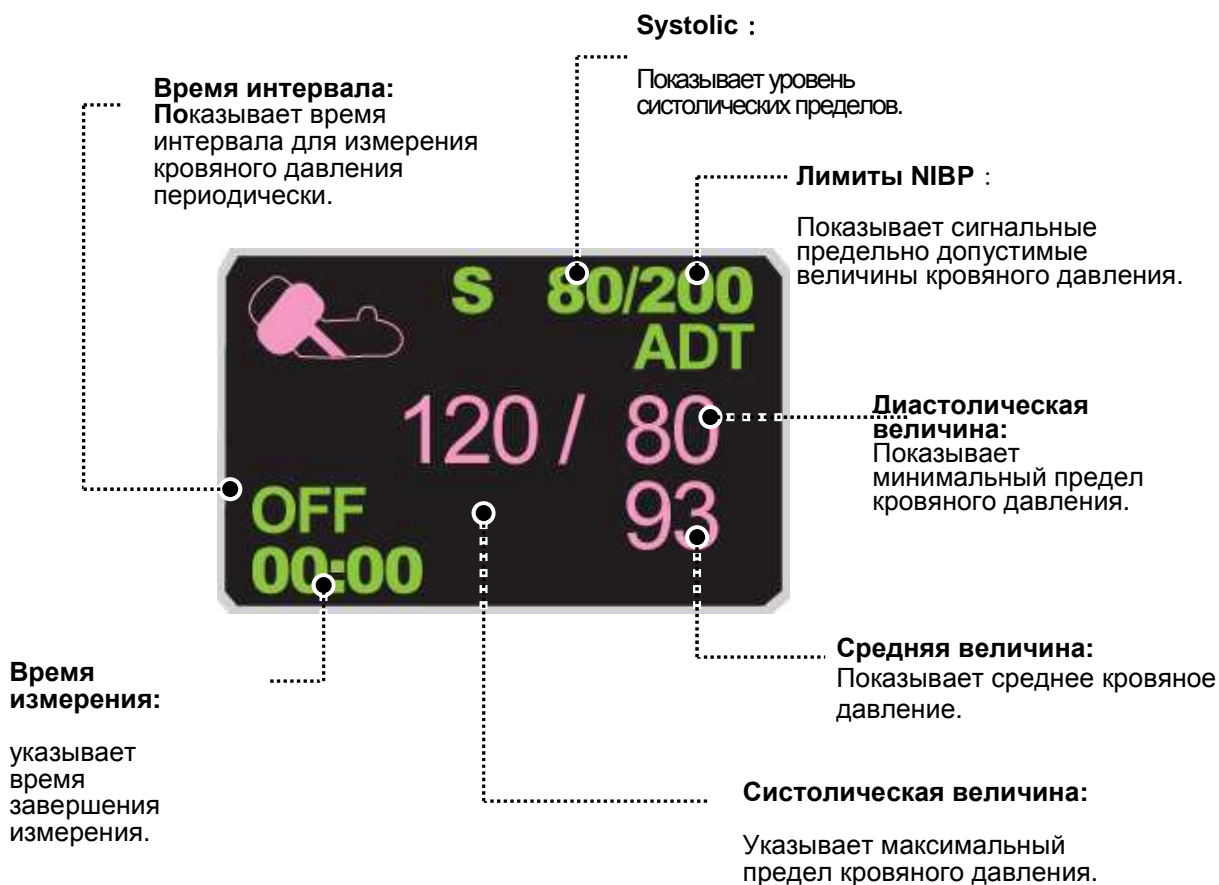 Systolic :
Показывает уровень
систолических пределов.
Время интервала:
Показывает время
интервала для измерения
кровяного давления
периодически.
Лимиты NIBP :
Показывает сигнальные
предельно допустимые
величины кровяного давления.
S 80/200
ADT
120 / 80
93
OFF
00:00
Диастолическая
величина:
Показывает
минимальный предел
кровяного давления.
Средняя величина:
Показывает среднее кровяное
давление.
Время
измерения:
указывает
время
завершения
измерения.
Систолическая величина:
Указывает максимальный
предел кровяного давления.